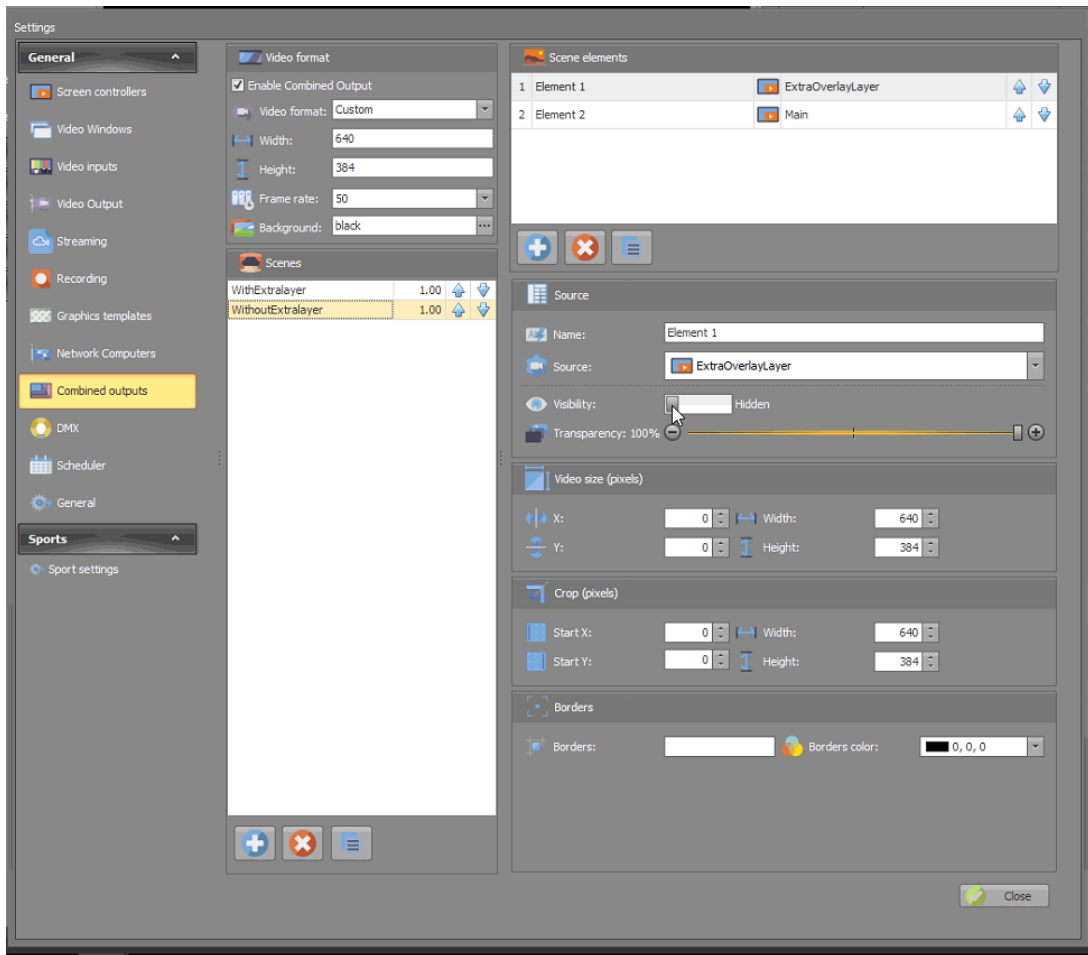 Settings
General
Screen controllers
Video Windows
Video inputs
Video Output
Streaming
Recording
Graphics templates
Network Computers
Combined outputs
DMX
Scheduler
General
Sports
Sport settings
Video format
Enable Combined Output
Video format: Custom
Width: 640
Height: 384
Frame rate: 50
Background: black ...
Scenes
WithExtralayer 1.00
WithoutExtralayer 1.00
Scene elements
1 Element 1 ExtraOverlayLayer
2 Element 2 Main
Source
Name: Element 1
Source: ExtraOverlayLayer
Visibility: Hidden
Transparency: 100%
Video size (pixels)
X: 0 Width: 640
Y: 0 Height: 384
Crop (pixels)
Start X: 0 Width: 640
Start Y: 0 Height: 384
Borders
Borders: Borders color: 0, 0, 0
Close